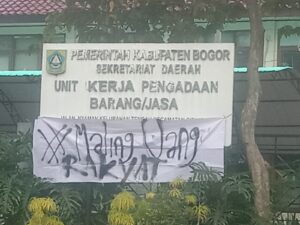 PEMERINTAH KABUPATEN BOGOR
SEKRETARIAT DAERAH
UNIT KERJA PENGADAAN
BARANG/JASA
Maling Uang
RAKYAT